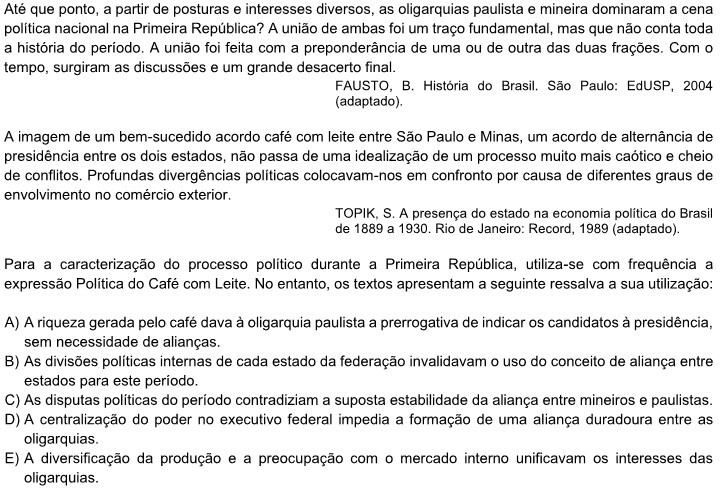 Até que ponto, a partir de posturas e interesses diversos, as oligarquias paulista e mineira dominaram a cena
política nacional na Primeira República? A união de ambas foi um traço fundamental, mas que não conta toda
a história do período. A união foi feita com a preponderância de uma ou de outra das duas frações. Com o
tempo, surgiram as discussões e um grande desacerto final.
FAUSTO, B. História do Brasil. São Paulo: EdUSP, 2004
(adaptado).
A imagem de um bem-sucedido acordo café com leite entre São Paulo e Minas, um acordo de alternância de
presidência entre os dois estados, não passa de uma idealização de um processo muito mais caótico e cheio
de conflitos. Profundas divergências políticas colocavam-nos em confronto por causa de diferentes graus de
envolvimento no comércio exterior.
TOPIK, S. A presença do estado na economia política do Brasil
de 1889 a 1930. Rio de Janeiro: Record, 1989 (adaptado).
Para a caracterização do processo político durante a Primeira República, utiliza-se com frequência a
expressão Política do Café com Leite. No entanto, os textos apresentam a seguinte ressalva a sua utilização:
A) A riqueza gerada pelo café dava à oligarquia paulista a prerrogativa de indicar os candidatos à presidência,
sem necessidade de alianças.
B) As divisões políticas internas de cada estado da federação invalidavam o uso do conceito de aliança entre
estados para este período.
C) As disputas políticas do período contradiziam a suposta estabilidade da aliança entre mineiros e paulistas.
D) A centralização do poder no executivo federal impedia a formação de uma aliança duradoura entre as
oligarquias.
E) A diversificação da produção e a preocupação com o mercado interno unificavam os interesses das
oligarquias.